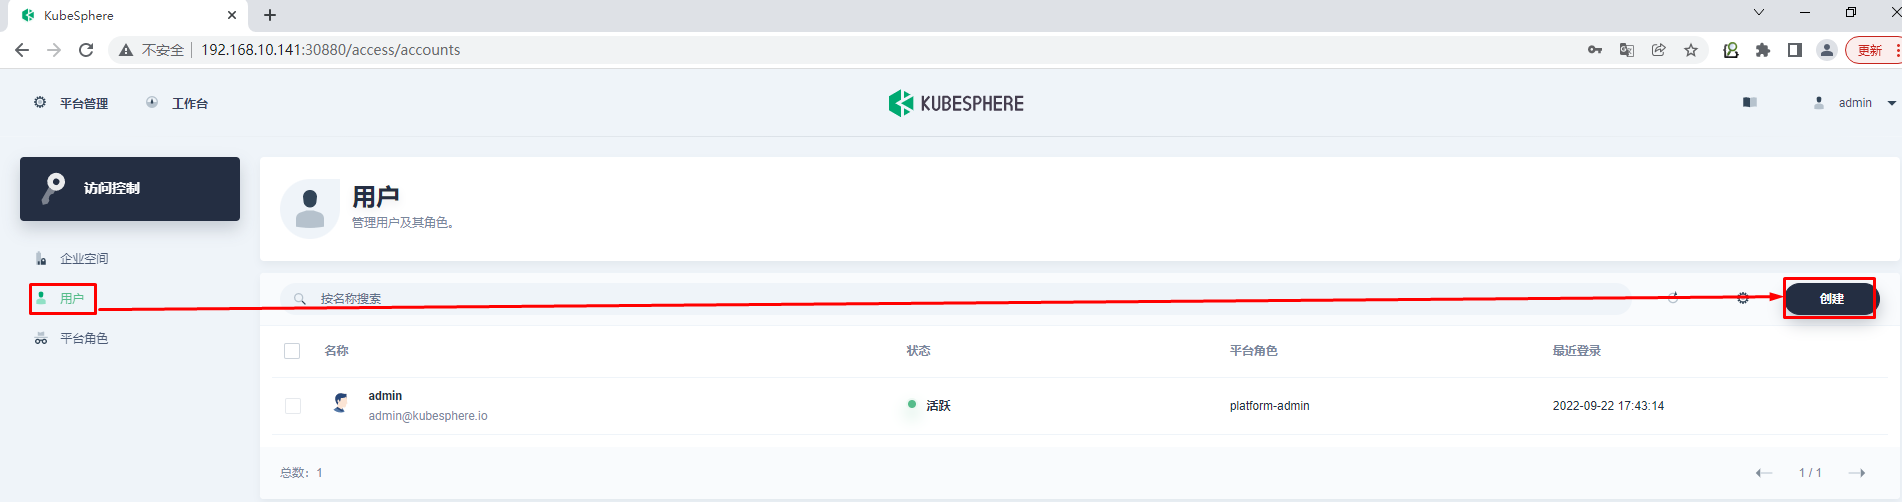 KubeSphere
不安全 192.168.10.141:30880/access/accounts 更新
平台管理 工作台 KUBESPHERE admin
访问控制
用户
管理用户及其角色。
企业空间
用户
平台角色
按名称搜索 创建
名称 状态 平台角色 最近登录
admin
admin@kubesphere.io
活跃 platform-admin 2022-09-22 17:43:14
总数：1 1 / 1